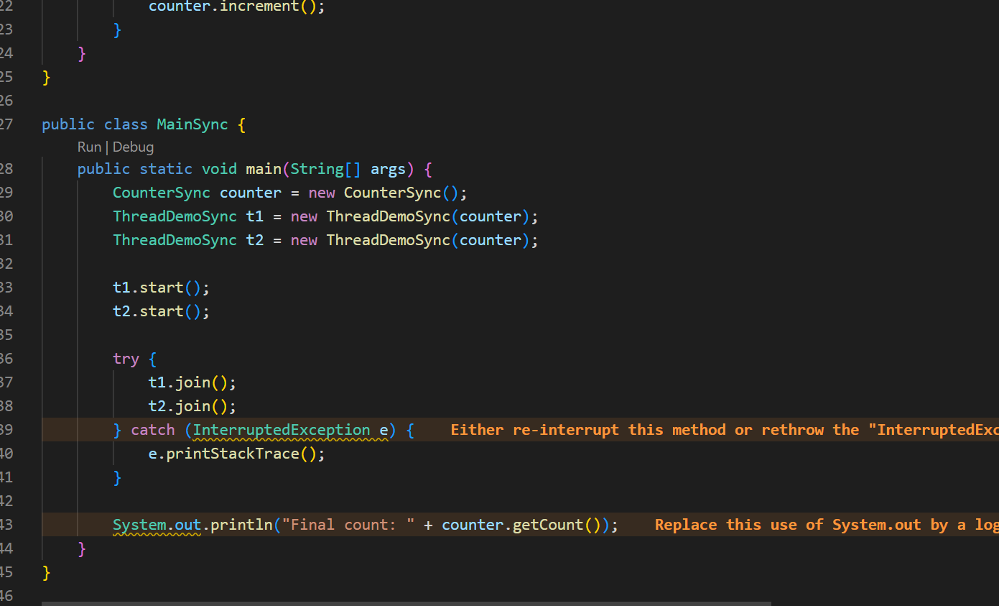 22 counter.increment();
23 }
24 }
25 }
26
27 public class MainSync {
Run | Debug
28 public static void main(String[] args) {
29 CounterSync counter = new CounterSync();
30 ThreadDemoSync t1 = new ThreadDemoSync(counter);
31 ThreadDemoSync t2 = new ThreadDemoSync(counter);
32
33 t1.start();
34 t2.start();
35
36 try {
37 t1.join();
38 t2.join();
39 } catch (InterruptedException e) { Either re-interrupt this method or rethrow the "InterruptedExc
40 e.printStackTrace();
41 }
42
43 System.out.println("Final count: " + counter.getCount()); Replace this use of System.out by a log
44 }
45 }
46